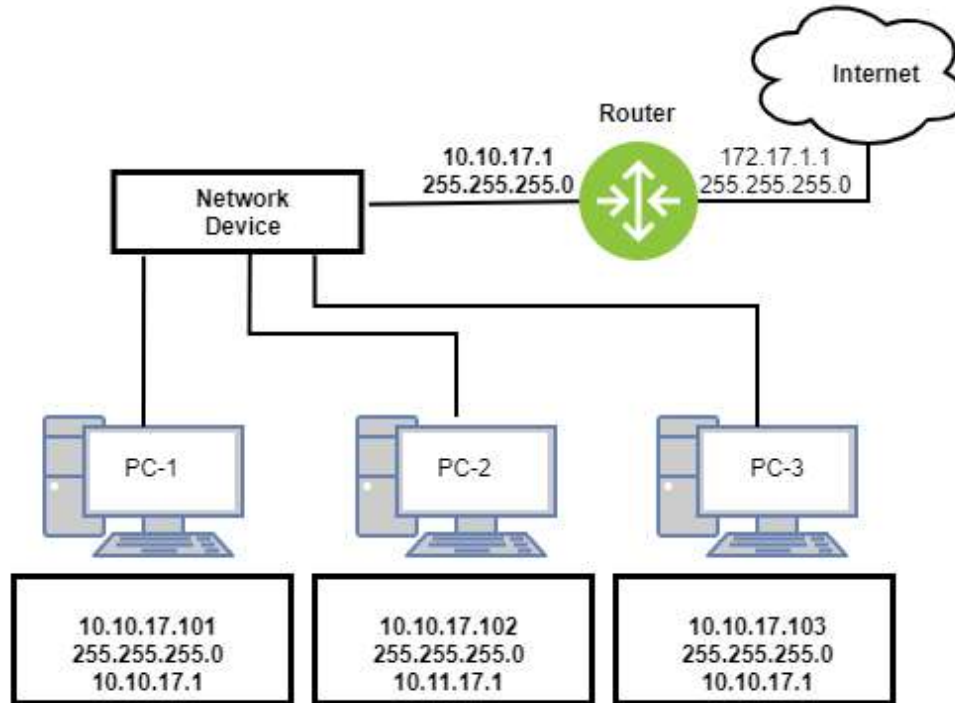 Internet
Router
10.10.17.1
255.255.255.0
172.17.1.1
255.255.255.0
Network
Device
PC-1
PC-2
PC-3
10.10.17.101
255.255.255.0
10.10.17.1
10.10.17.102
255.255.255.0
10.11.17.1
10.10.17.103
255.255.255.0
10.10.17.1